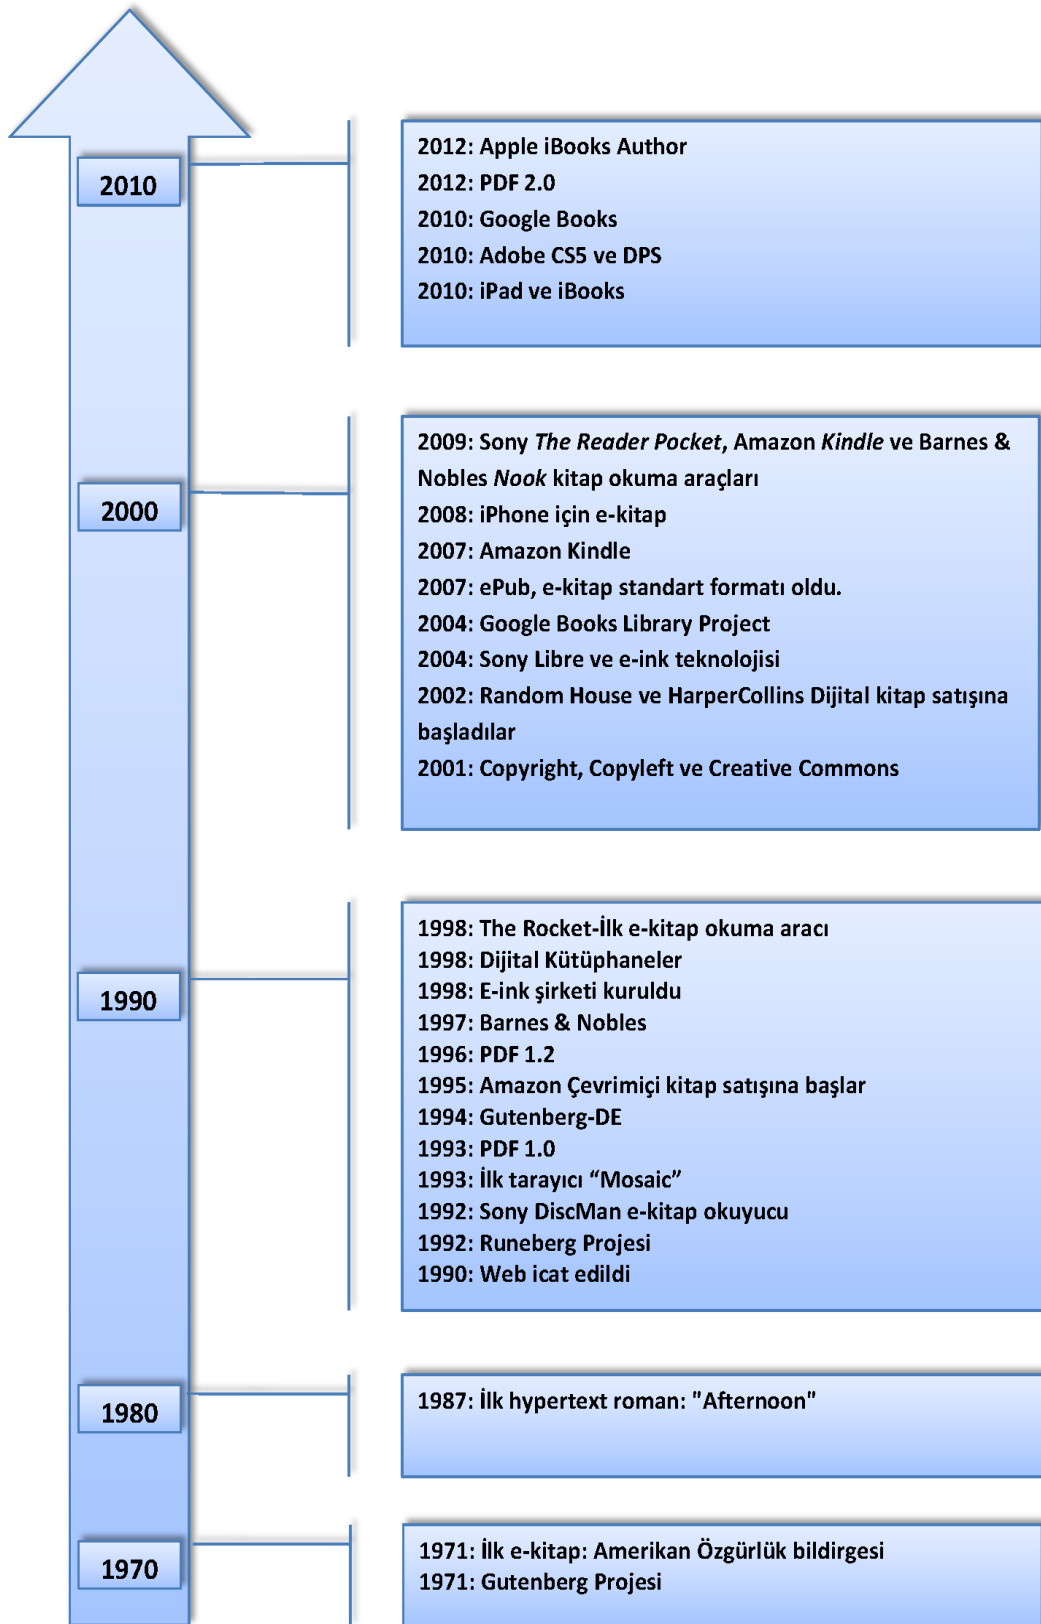 2010
2012: Apple iBooks Author
2012: PDF 2.0
2010: Google Books
2010: Adobe CS5 ve DPS
2010: iPad ve iBooks
2000
2009: Sony The Reader Pocket, Amazon Kindle ve Barnes &
Nobles Nook kitap okuma araçları
2008: iPhone için e-kitap
2007: Amazon Kindle
2007: ePub, e-kitap standart formatı oldu.
2004: Google Books Library Project
2004: Sony Libre ve e-ink teknolojisi
2002: Random House ve HarperCollins Dijital kitap satışına
başladılar
2001: Copyright, Copyleft ve Creative Commons
1990
1998: The Rocket-İlk e-kitap okuma aracı
1998: Dijital Kütüphaneler
1998: E-ink şirketi kuruldu
1997: Barnes & Nobles
1996: PDF 1.2
1995: Amazon Çevrimiçi kitap satışına başlar
1994: Gutenberg-DE
1993: PDF 1.0
1993: İlk tarayıcı “Mosaic”
1992: Sony DiscMan e-kitap okuyucu
1992: Runeberg Projesi
1990: Web icat edildi
1980
1987: İlk hypertext roman: "Afternoon"
1970
1971: İlk e-kitap: Amerikan Özgürlük bildirgesi
1971: Gutenberg Projesi